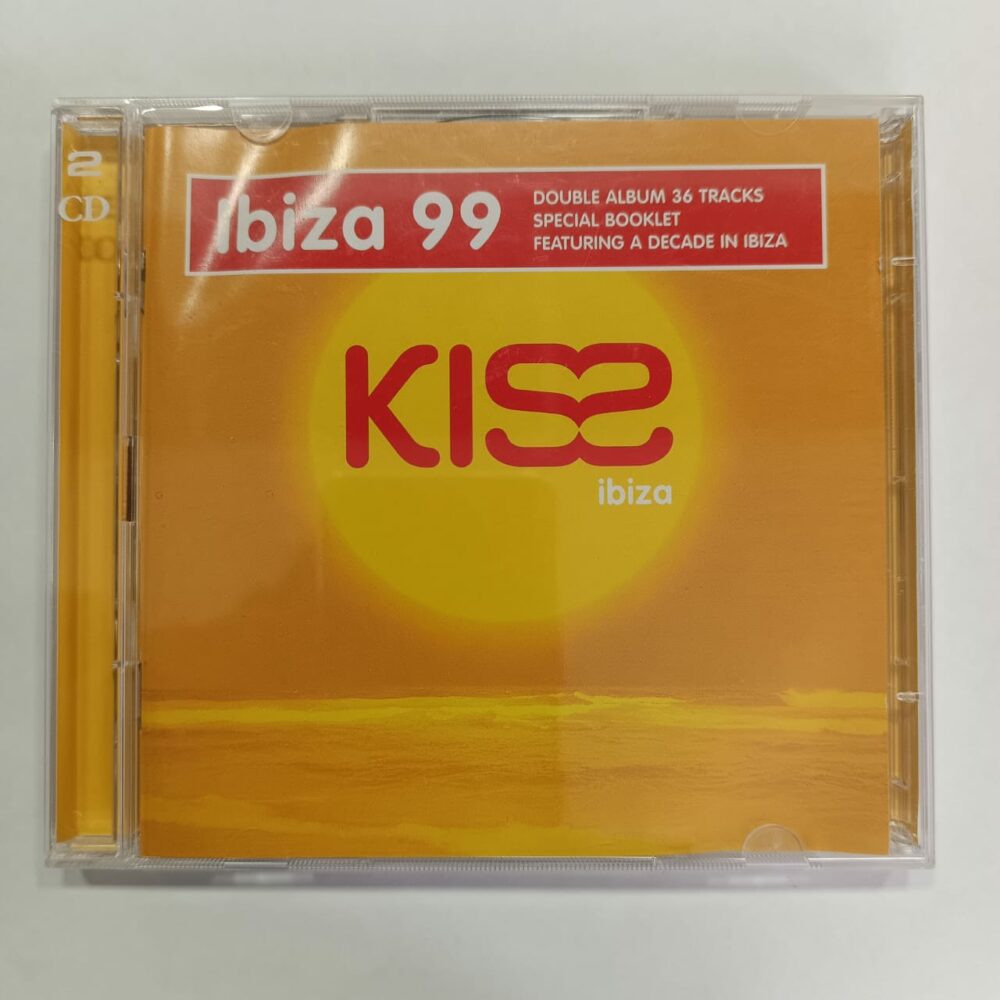 2
CD
Ibiza 99
DOUBLE ALBUM 36 TRACKS
SPECIAL BOOKLET
FEATURING A DECADE IN IBIZA
KISS
ibiza